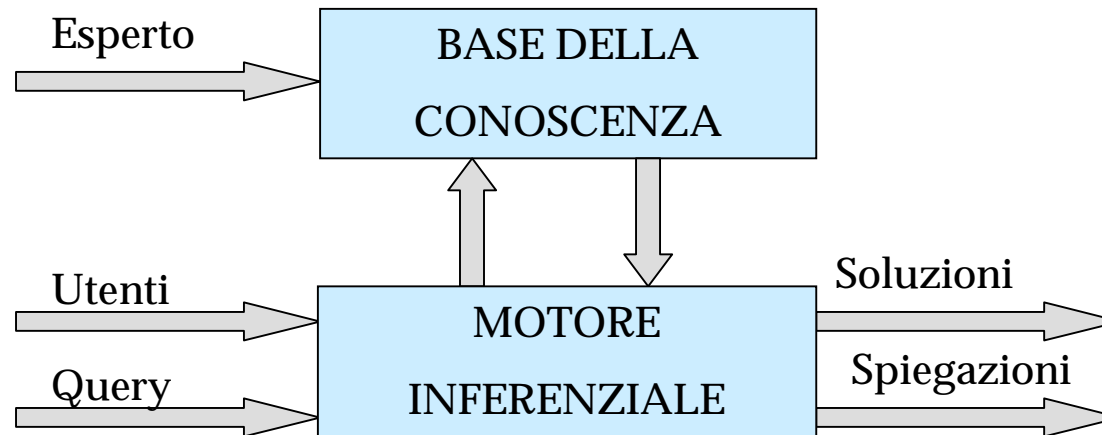 Esperto
BASE DELLA
CONOSCENZA
Utenti
MOTORE
INFERENZIALE
Query
Soluzioni
Spiegazioni